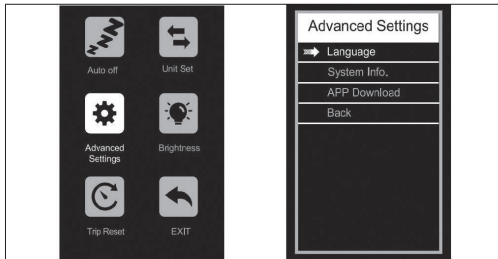 Auto off
Unit Set
Advanced
Settings
Brightness
Trip Reset
EXIT
Advanced Settings
Language
System Info.
APP Download
Back